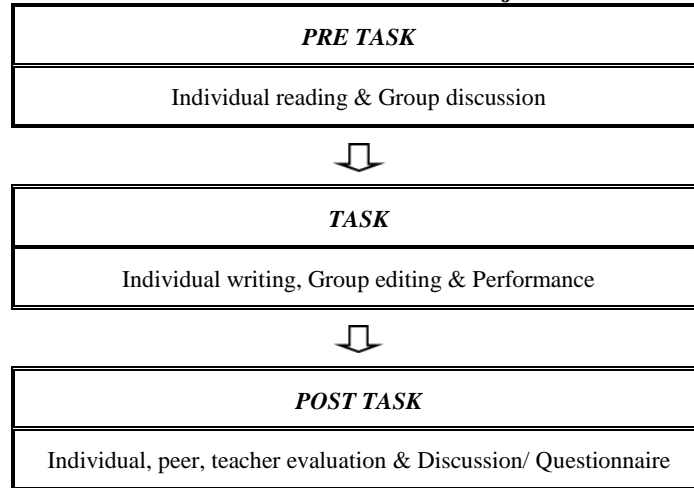 PRE TASK
Individual reading & Group discussion
TASK
Individual writing, Group editing & Performance
POST TASK
Individual, peer, teacher evaluation & Discussion/ Questionnaire